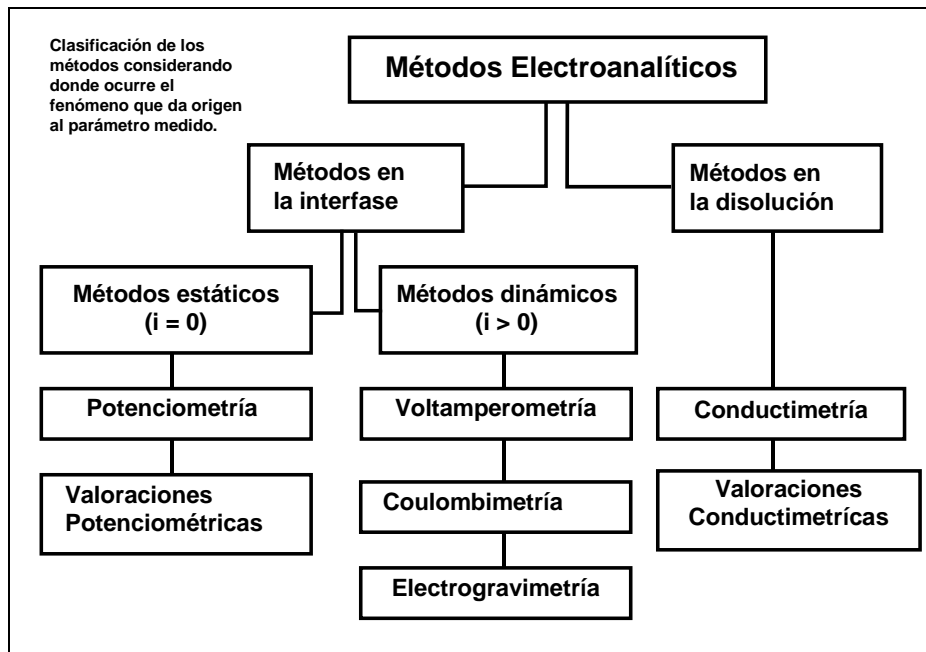 Clasificación de los
métodos considerando
donde ocurre el
fenómeno que da origen
al parámetro medido.
Métodos Electroanalíticos
Métodos en
la interfase
Métodos en
la disolución
Métodos estáticos
(i = 0)
Métodos dinámicos
(i > 0)
Potenciometría
Voltamperometría
Conductimetría
Valoraciones
Potenciométricas
Coulombimetría
Valoraciones
Conductimetrícas
Electrogravimetría